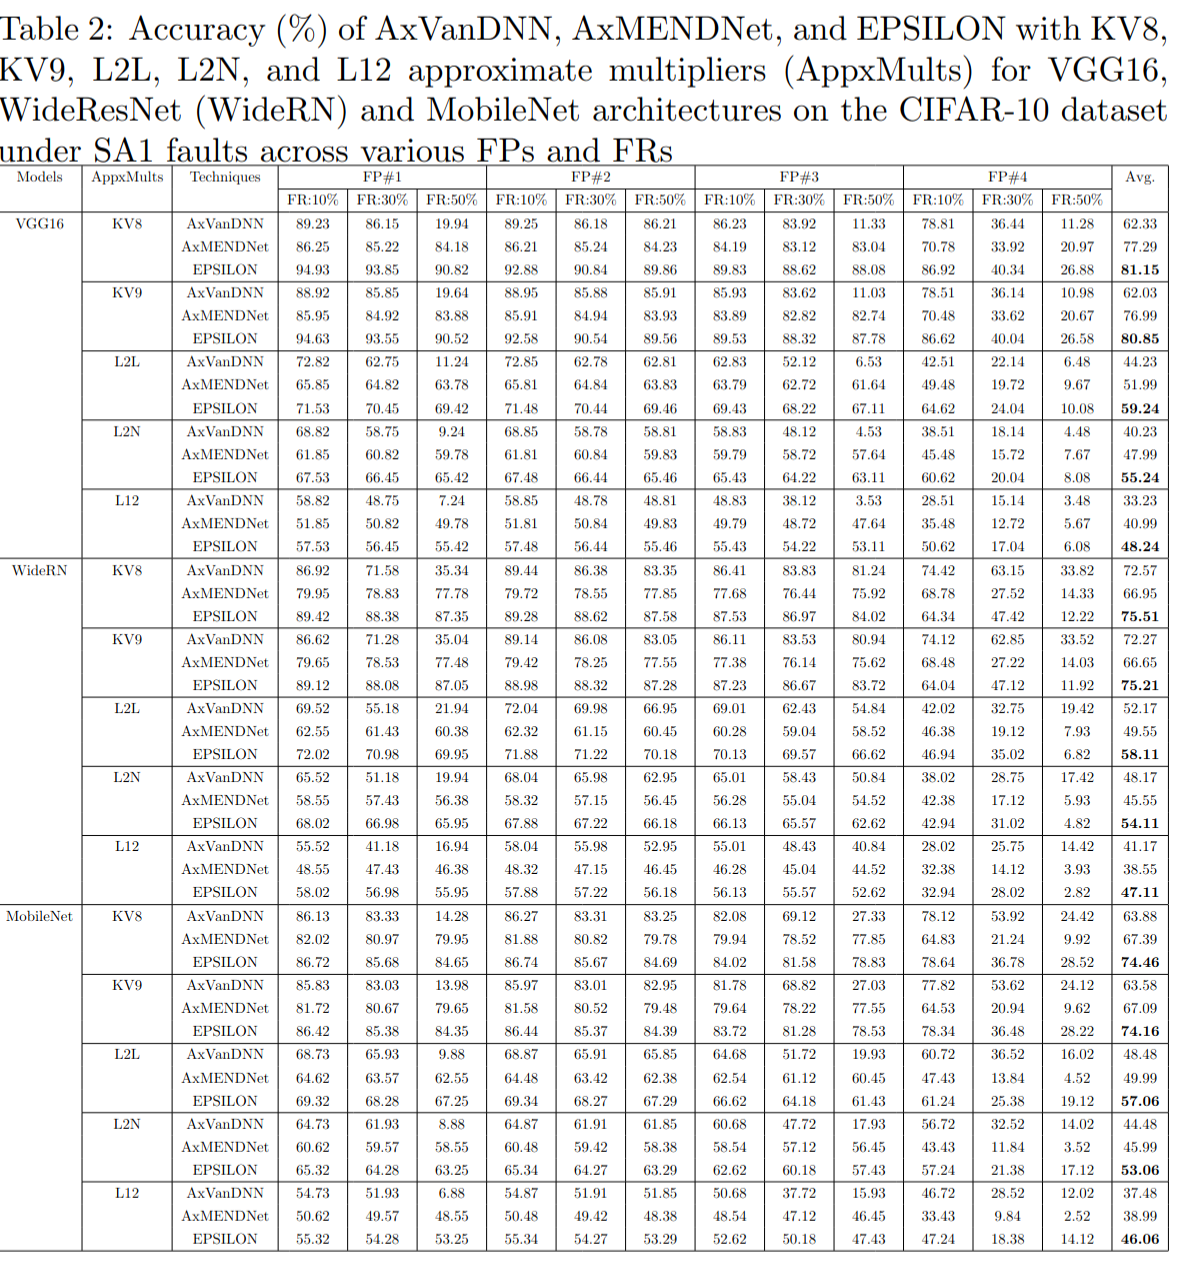 Table 2: Accuracy (%) of AxVanDNN, AxMENDNet, and EPSILON with KV8,
KV9, L2L, L2N, and L12 approximate multipliers (AppxMults) for VGG16,
WideResNet (WideRN) and MobileNet architectures on the CIFAR-10 dataset
under SA1 faults across various FPs and FRs
Models AppxMults Techniques FP#1 FP#2 FP#3 FP#4 Avg.
FR:10% FR:30% FR:50% FR:10% FR:30% FR:50% FR:10% FR:30% FR:50% FR:10% FR:30% FR:50%
VGG16 KV8 AxVanDNN 89.23 86.15 19.94 89.25 86.18 86.21 86.23 83.92 11.33 78.81 36.44 11.28 62.33
AxMENDNet 86.25 85.22 84.18 86.21 85.24 84.23 84.19 83.12 83.04 70.78 33.92 20.97 77.29
EPSILON 94.93 93.85 90.82 92.88 90.84 89.86 89.83 88.62 88.08 86.92 40.34 26.88 81.15
KV9 AxVanDNN 88.92 85.85 19.64 88.95 85.88 85.91 85.93 83.62 11.03 78.51 36.14 10.98 62.03
AxMENDNet 85.95 84.92 83.88 85.91 84.94 83.93 83.89 82.82 82.74 70.48 33.62 20.67 76.99
EPSILON 94.63 93.55 90.52 92.58 90.54 89.56 89.53 88.32 87.78 86.62 40.04 26.58 80.85
L2L AxVanDNN 72.82 62.75 11.24 72.85 62.78 62.81 62.83 52.12 6.53 42.51 22.14 6.48 44.23
AxMENDNet 65.85 64.82 63.78 65.81 64.84 63.83 63.79 62.72 61.64 49.48 19.72 9.67 51.99
EPSILON 71.53 70.45 69.42 71.48 70.44 69.46 69.43 68.22 67.11 64.62 24.04 10.08 59.24
L2N AxVanDNN 68.82 58.75 9.24 68.85 58.78 58.81 58.83 48.12 4.53 38.51 18.14 4.48 40.23
AxMENDNet 61.85 60.82 59.78 61.81 60.84 59.83 59.79 58.72 57.64 45.48 15.72 7.67 47.99
EPSILON 67.53 66.45 65.42 67.48 66.44 65.46 65.43 64.22 63.11 60.62 20.04 8.08 55.24
L12 AxVanDNN 58.82 48.75 7.24 58.85 48.78 48.81 48.83 38.12 3.53 28.51 15.14 3.48 33.23
AxMENDNet 51.85 50.82 49.78 51.81 50.84 49.83 49.79 48.72 47.64 35.48 12.72 5.67 40.99
EPSILON 57.53 56.45 55.42 57.48 56.44 55.46 55.43 54.22 53.11 50.62 17.04 6.08 48.24
WideRN KV8 AxVanDNN 86.92 71.58 35.34 89.44 86.38 83.35 86.41 83.83 81.24 74.42 63.15 33.82 72.57
AxMENDNet 79.95 78.83 77.78 79.72 78.55 77.85 77.68 76.44 75.92 68.78 27.52 14.33 66.95
EPSILON 89.42 88.38 87.35 89.28 88.62 87.58 87.53 86.97 84.02 64.34 47.42 12.22 75.51
KV9 AxVanDNN 86.62 71.28 35.04 89.14 86.08 83.05 86.11 83.53 80.94 74.12 62.85 33.52 72.27
AxMENDNet 79.65 78.53 77.48 79.42 78.25 77.55 77.38 76.14 75.62 68.48 27.22 14.03 66.65
EPSILON 89.12 88.08 87.05 88.98 88.32 87.28 87.23 86.67 83.72 64.04 47.12 11.92 75.21
L2L AxVanDNN 69.52 55.18 21.94 72.04 69.98 66.95 69.01 62.43 54.84 42.02 32.75 19.42 52.17
AxMENDNet 62.55 61.43 60.38 62.32 61.15 60.45 60.28 59.04 58.52 46.38 19.12 7.93 49.55
EPSILON 72.02 70.98 69.95 71.88 71.22 70.18 70.13 69.57 66.62 46.94 35.02 6.82 58.11
L2N AxVanDNN 65.52 51.18 19.94 68.04 65.98 62.95 65.01 58.43 50.84 38.02 28.75 17.42 48.17
AxMENDNet 58.55 57.43 56.38 58.32 57.15 56.45 56.28 55.04 54.52 42.38 17.12 5.93 45.55
EPSILON 68.02 66.98 65.95 67.88 67.22 66.18 66.13 65.57 62.62 42.94 31.02 4.82 54.11
L12 AxVanDNN 55.52 41.18 16.94 58.04 55.98 52.95 55.01 48.43 40.84 28.02 25.75 14.42 41.17
AxMENDNet 48.55 47.43 46.38 48.32 47.15 46.45 46.28 45.04 44.52 32.38 14.12 3.93 38.55
EPSILON 58.02 56.98 55.95 57.88 57.22 56.18 56.13 55.57 52.62 32.94 28.02 2.82 47.11
MobileNet KV8 AxVanDNN 86.13 83.33 14.28 86.27 83.31 83.25 82.08 69.12 27.33 78.12 53.92 24.42 63.88
AxMENDNet 82.02 80.97 79.95 81.88 80.82 79.78 79.94 78.52 77.85 64.83 21.24 9.92 67.39
EPSILON 86.72 85.68 84.65 86.74 85.67 84.69 84.02 81.58 78.83 78.64 36.78 28.52 74.46
KV9 AxVanDNN 85.83 83.03 13.98 85.97 83.01 82.95 81.78 68.82 27.03 77.82 53.62 24.12 63.58
AxMENDNet 81.72 80.67 79.65 81.58 80.52 79.48 79.64 78.22 77.55 64.53 20.94 9.62 67.09
EPSILON 86.42 85.38 84.35 86.44 85.37 84.39 83.72 81.28 78.53 78.34 36.48 28.22 74.16
L2L AxVanDNN 68.73 65.93 9.88 68.87 65.91 65.85 64.68 51.72 19.93 60.72 36.52 16.02 48.48
AxMENDNet 64.62 63.57 62.55 64.48 63.42 62.38 62.54 61.12 60.45 47.43 13.84 4.52 49.99
EPSILON 69.32 68.28 67.25 69.34 68.27 67.29 66.62 64.18 61.43 61.24 25.38 19.12 57.06
L2N AxVanDNN 64.73 61.93 8.88 64.87 61.91 61.85 60.68 47.72 17.93 56.72 32.52 14.02 44.48
AxMENDNet 60.62 59.57 58.55 60.48 59.42 58.38 58.54 57.12 56.45 43.43 11.84 3.52 45.99
EPSILON 65.32 64.28 63.25 65.34 64.27 63.29 62.62 60.18 57.43 57.24 21.38 17.12 53.06
L12 AxVanDNN 54.73 51.93 6.88 54.87 51.91 51.85 50.68 37.72 15.93 46.72 28.52 12.02 37.48
AxMENDNet 50.62 49.57 48.55 50.48 49.42 48.38 48.54 47.12 46.45 33.43 9.84 2.52 38.99
EPSILON 55.32 54.28 53.25 55.34 54.27 53.29 52.62 50.18 47.43 47.24 18.38 14.12 46.06